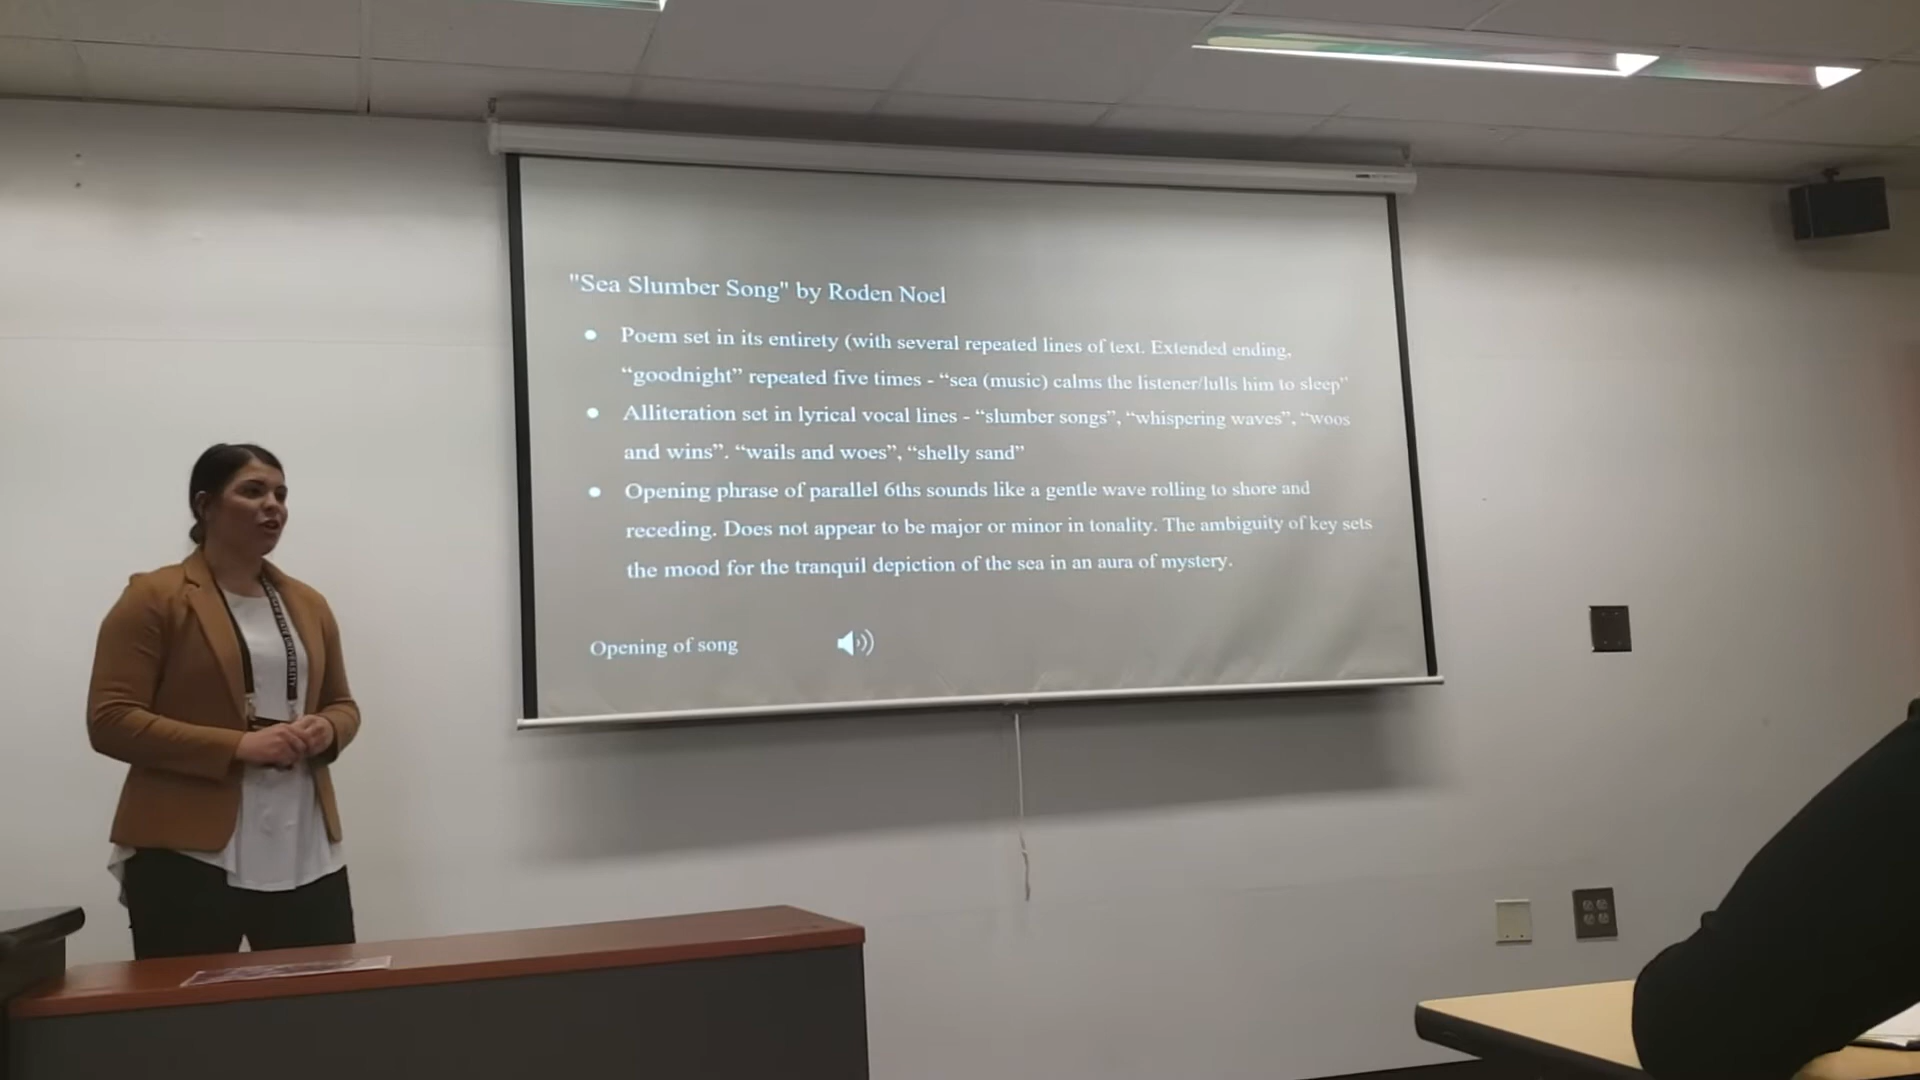 "Sea Slumber Song" by Roden Noel
● Poem set in its entirety (with several repeated lines of text. Extended ending,
“goodnight” repeated five times - “sea (music) calms the listener/lulls him to sleep”
● Alliteration set in lyrical vocal lines - “slumber songs”, “whispering waves”, “woos
and wins”. “wails and woes”, “shelly sand”
● Opening phrase of parallel 6ths sounds like a gentle wave rolling to shore and
receding. Does not appear to be major or minor in tonality. The ambiguity of key sets
the mood for the tranquil depiction of the sea in an aura of mystery.
Opening of song